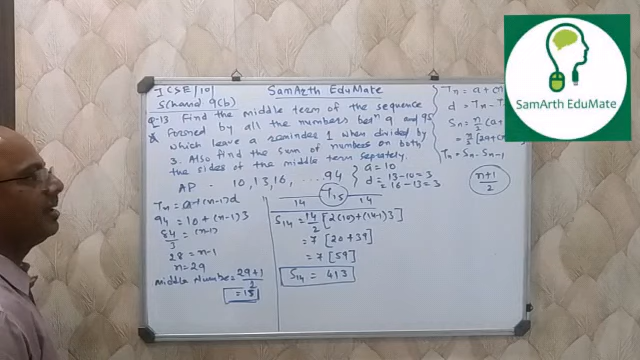 ICSE/10/
SamArth EduMate
Schand 9(b)
Q-13 Find the middle term of the sequence
formed by all the numbers betn 9 and 95
which leave a reminder 1 when divided by
3. Also find the sum of numbers on both
the sides of the middle term seprately.
AP - 10, 13, 16, ..... 94
a = 10
d = 13-10 = 3
= 16-13 = 3
Tn = a+(n-1)d
94 = 10+(n-1)3
84/3 = (n-1)
28 = n-1
n = 29
middle Number = 29+1/2
= 15
14 T15 14
S14 = 14/2 [2(10)+(14-1)3]
= 7 [20+39]
= 7 [59]
S14 = 413
Tn = a+(n
d = Tn - T
Sn = n/2 (a+
= n/2 [2a+(n
Tn = Sn - Sn-1
n+1/2
SamArth EduMate